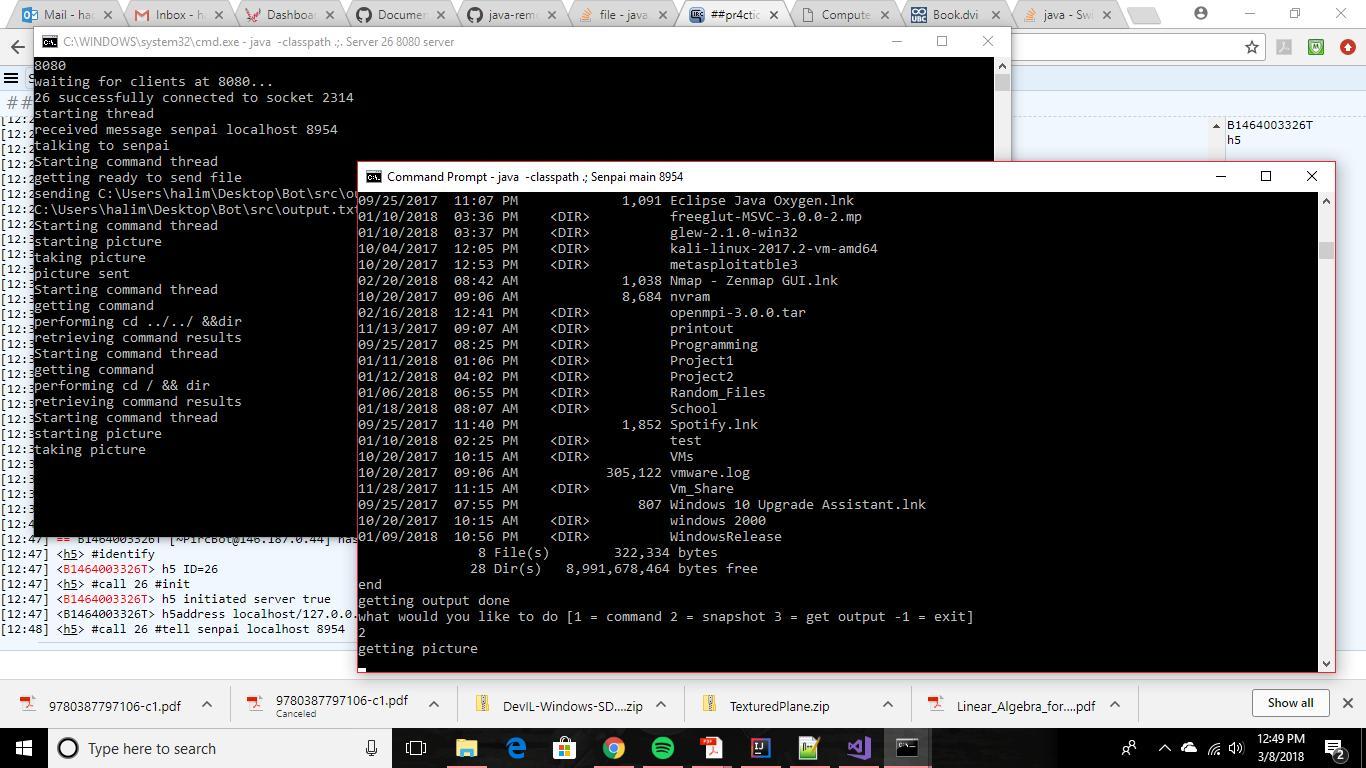 Mail - hac
Inbox - h
Dashboa
Documen
java-rem
file - java
##pr4ctic
Compute
Book.dvi
java - Swi
C:\WINDOWS\system32\cmd.exe - java -classpath .;. Server 26 8080 server
8080
waiting for clients at 8080...
26 successfully connected to socket 2314
starting thread
received message senpai localhost 8954
talking to senpai
Starting command thread
getting ready to send file
sending C:\Users\halim\Desktop\Bot\src\ou
C:\Users\halim\Desktop\Bot\src\output.txt
Starting command thread
starting picture
taking picture
picture sent
Starting command thread
getting command
performing cd ../../ &&dir
retrieving command results
Starting command thread
getting command
performing cd / && dir
retrieving command results
Starting command thread
starting picture
taking picture
B1464003326T
h5
Command Prompt - java -classpath .; Senpai main 8954
09/25/2017 11:07 PM 1,091 Eclipse Java Oxygen.lnk
01/10/2018 03:36 PM <DIR> freeglut-MSVC-3.0.0-2.mp
01/10/2018 03:37 PM <DIR> glew-2.1.0-win32
10/04/2017 12:05 PM <DIR> kali-linux-2017.2-vm-amd64
10/20/2017 12:53 PM <DIR> metasploitatble3
02/20/2018 08:42 AM 1,038 Nmap - Zenmap GUI.lnk
10/20/2017 09:06 AM 8,684 nvram
02/16/2018 12:41 PM <DIR> openmpi-3.0.0.tar
11/13/2017 09:07 AM <DIR> printout
09/25/2017 08:25 PM <DIR> Programming
01/11/2018 01:06 PM <DIR> Project1
01/12/2018 04:02 PM <DIR> Project2
01/06/2018 06:55 PM <DIR> Random_Files
01/18/2018 08:07 AM <DIR> School
09/25/2017 11:40 PM 1,852 Spotify.lnk
01/10/2018 02:25 PM <DIR> test
10/20/2017 10:15 AM <DIR> VMs
10/20/2017 09:06 AM 305,122 vmware.log
11/28/2017 11:15 AM <DIR> Vm_Share
09/25/2017 07:55 PM 807 Windows 10 Upgrade Assistant.lnk
10/20/2017 10:15 AM <DIR> windows 2000
01/09/2018 10:56 PM <DIR> WindowsRelease
8 File(s) 322,334 bytes
28 Dir(s) 8,991,678,464 bytes free
end
getting output done
what would you like to do [1 = command 2 = snapshot 3 = get output -1 = exit]
2
getting picture
== B1464003326T [~PircBot@146.187.0.44] has
[12:47] <h5> #identify
[12:47] <B1464003326T> h5 ID=26
[12:47] <h5> #call 26 #init
[12:47] <B1464003326T> h5 initiated server true
[12:47] <B1464003326T> h5address localhost/127.0.0.
[12:48] <h5> #call 26 #tell senpai localhost 8954
9780387797106-c1.pdf
9780387797106-c1.pdf
Canceled
DevIL-Windows-SD....zip
TexturedPlane.zip
Linear_Algebra_for....pdf
Show all
Type here to search
12:49 PM
3/8/2018
2